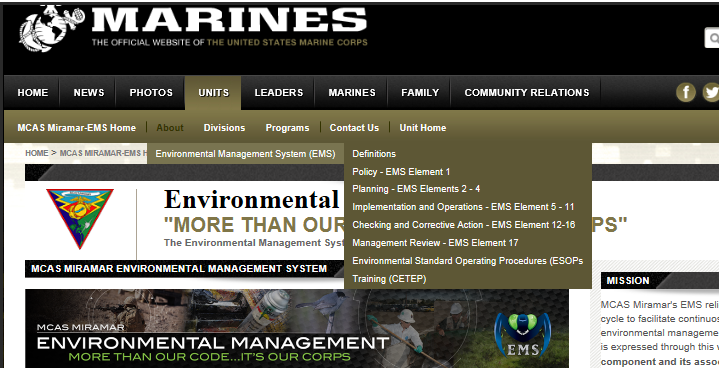 MARINES
THE OFFICIAL WEBSITE OF THE UNITED STATES MARINE CORPS
HOME NEWS PHOTOS UNITS LEADERS MARINES FAMILY COMMUNITY RELATIONS
MCAS Miramar-EMS Home About Divisions Programs Contact Us Unit Home
HOME > MCAS MIRAMAR-EMS H
Environmental Management System (EMS)
Definitions
Policy - EMS Element 1
Planning - EMS Elements 2 - 4
Implementation and Operations - EMS Element 5 - 11
Checking and Corrective Action - EMS Element 12-16
Management Review - EMS Element 17
Environmental Standard Operating Procedures (ESOPs
Training (CETEP)
Environmental
"MORE THAN OUR PS"
The Environmental Management Syst
MCAS MIRAMAR ENVIRONMENTAL MANAGEMENT SYSTEM
MCAS MIRAMAR
ENVIRONMENTAL MANAGEMENT
MORE THAN OUR CODE...IT'S OUR CORPS
EMS
MISSION
MCAS Miramar's EMS reli
cycle to facilitate continuos
environmental manageme
is expressed through this v
component and its assoc